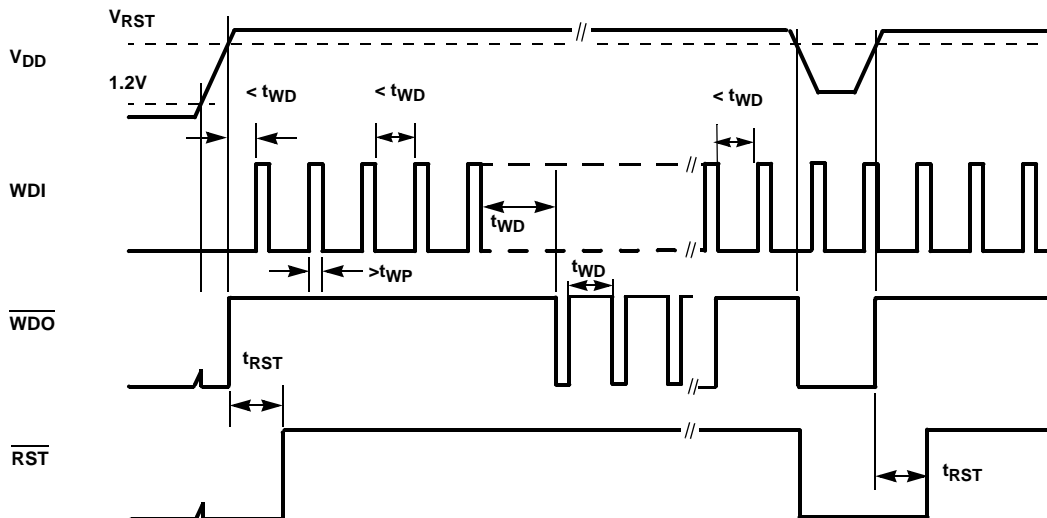 VRST
VDD
1.2V
< tWD
< tWD
< tWD
WDI
tWD
>tWP
tWD
WDO
tRST
RST
tRST